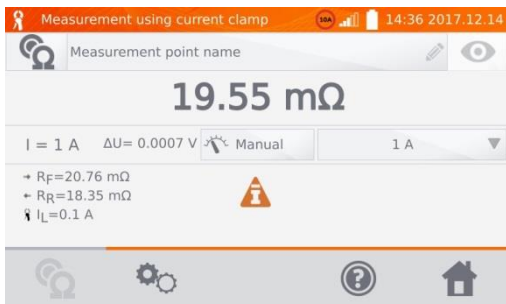 Measurement using current clamp 10A 14:36 2017.12.14
Measurement point name
19.55 mΩ
I = 1 A ΔU= 0.0007 V Manual 1 A
RF=20.76 mΩ
RR=18.35 mΩ
IL=0.1 A